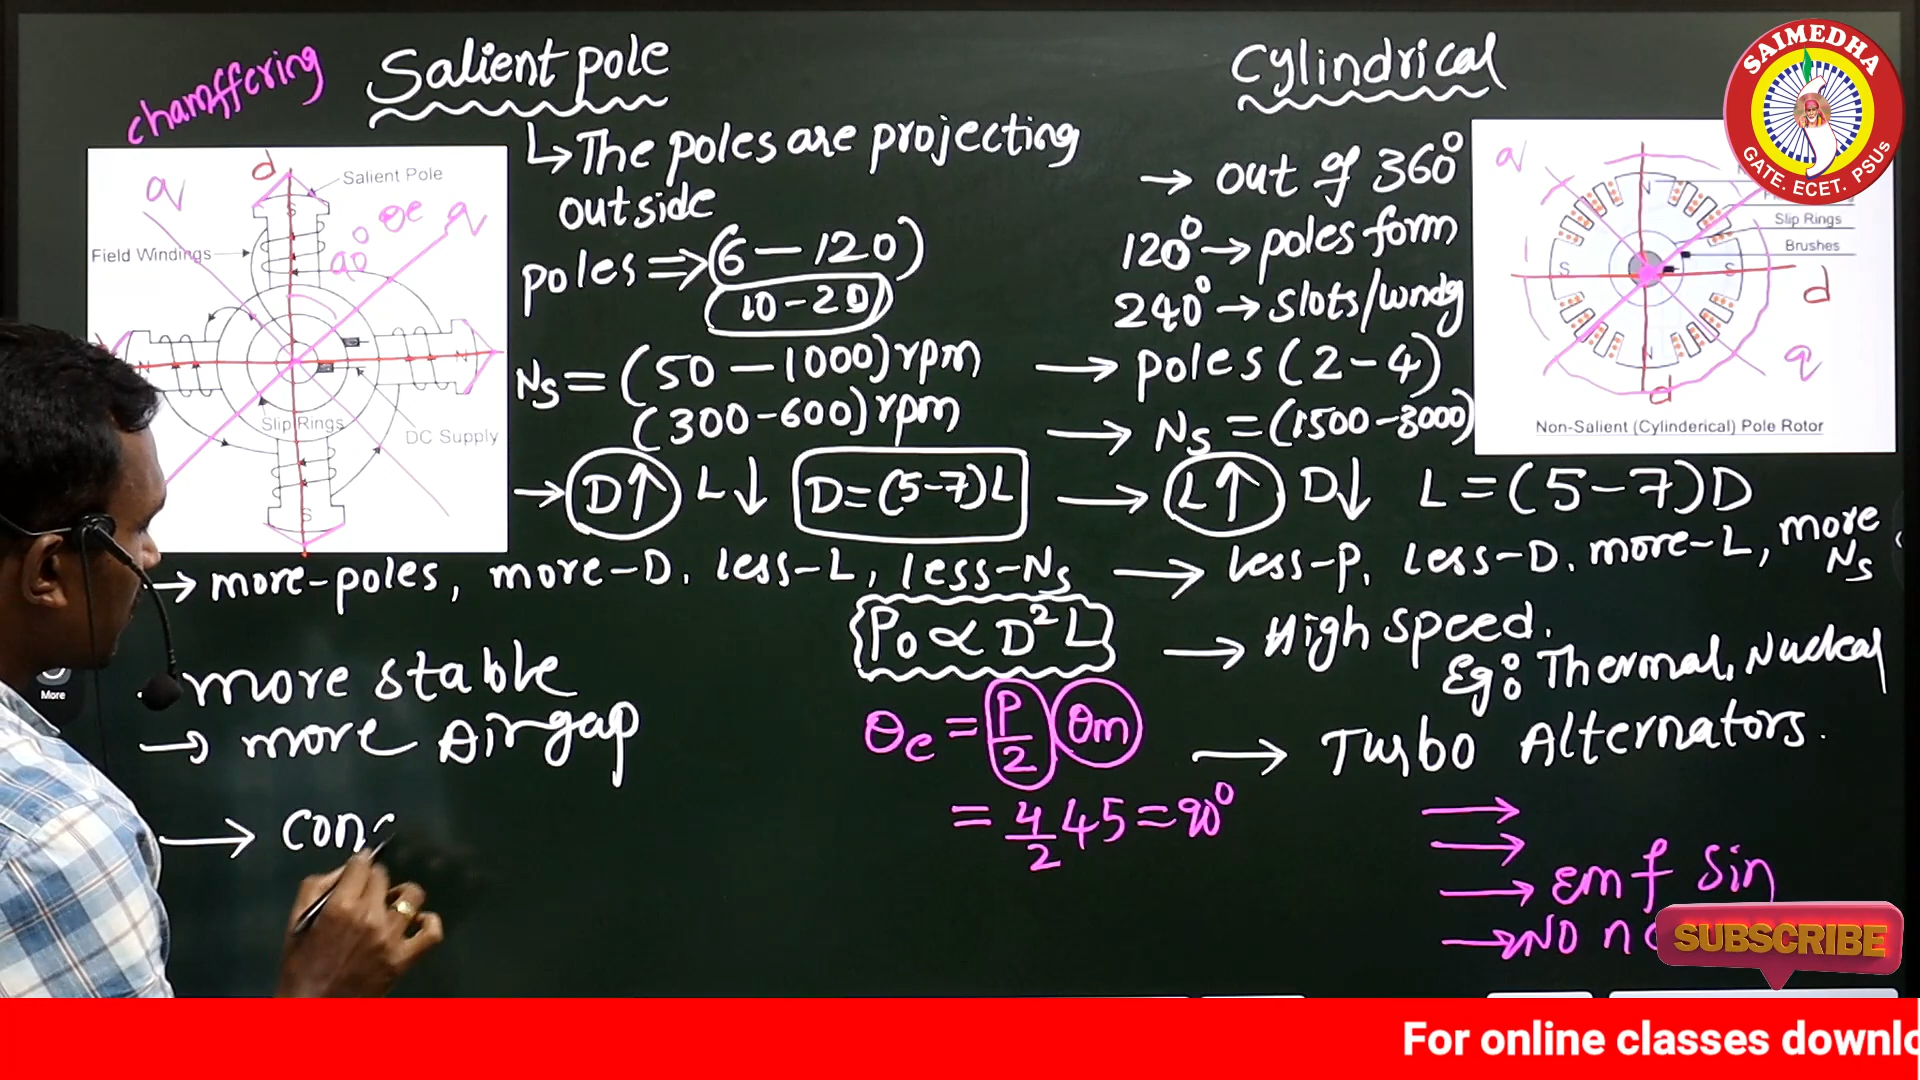 chamffering
Salient pole
↳ The poles are projecting
outside
poles ⇒ (6 – 120)
10 – 20
Ns = (50 – 1000) rpm
(300-600) rpm
→ D↑ L↓ D = (5-7)L
→ more-poles, more-D. less-L, less-Ns
more stable
→ more Airgap
→ con
q
d
Salient Pole
90° θe
q
Field Windings
S
N
N
Slip Rings
DC Supply
S
P0 ∝ D²L
θe = P/2 θm
= 4/2 45 = 90°
Cylindrical
→ out of 360°
120° → poles form
240° → slots/wndg
→ poles (2-4)
→ Ns = (1500-3000)
→ L↑ D↓ L = (5-7)D
→ less-P. less-D. more-L, more
Ns
→ High speed.
Eg: Thermal, Nuclear
→ Turbo Alternators.
→
→
→ emf sin
→ NO
q
N
Slip Rings
Brushes
S
S
d
N
q
d
Non-Salient (Cylinderical) Pole Rotor
SAIMEDHA
GATE. ECET. PSUs
More
SUBSCRIBE
For online classes downlo